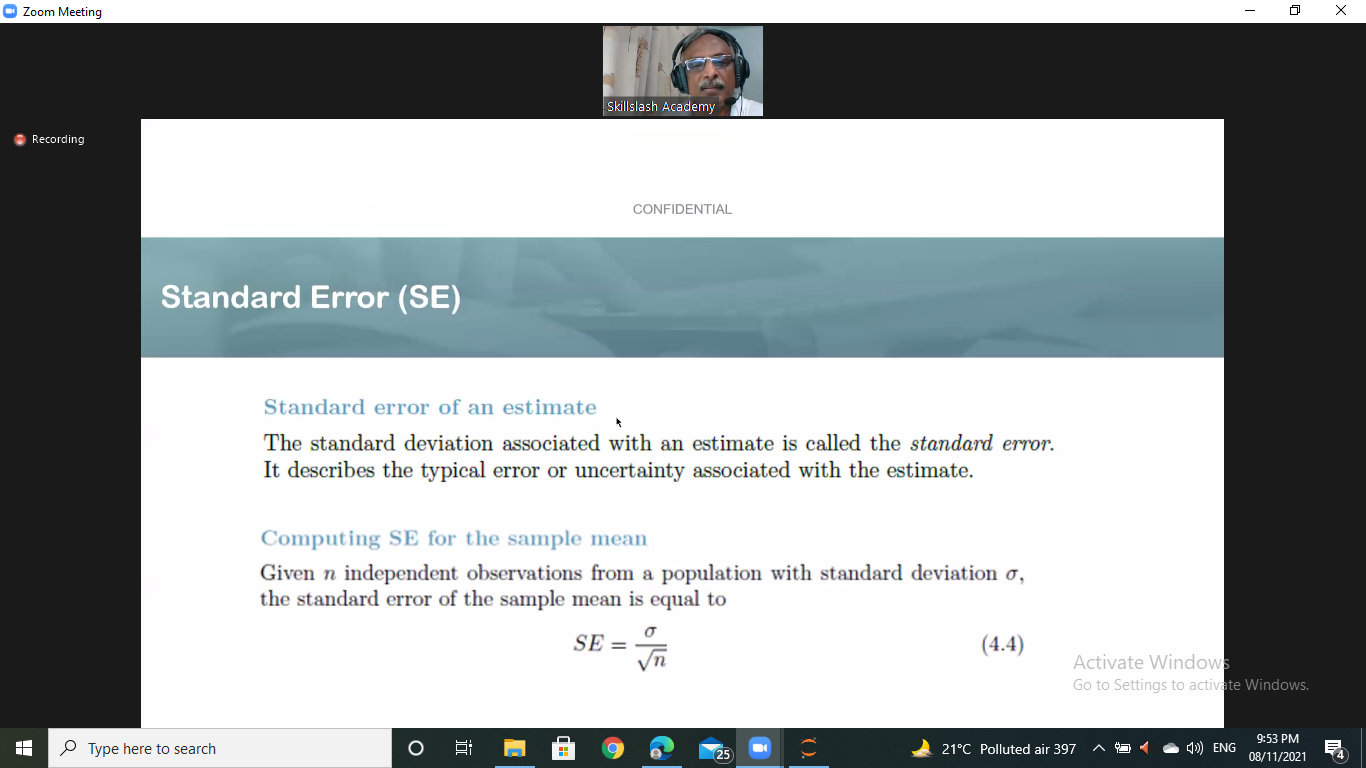 Zoom Meeting
Skillslash Academy
Recording
CONFIDENTIAL
Standard Error (SE)
Standard error of an estimate
The standard deviation associated with an estimate is called the standard error.
It describes the typical error or uncertainty associated with the estimate.
Computing SE for the sample mean
Given n independent observations from a population with standard deviation σ,
the standard error of the sample mean is equal to
SE = σ/√n (4.4)
Activate Windows
Go to Settings to activate Windows.
Type here to search
25
21°C Polluted air 397
ENG
9:53 PM
08/11/2021
4